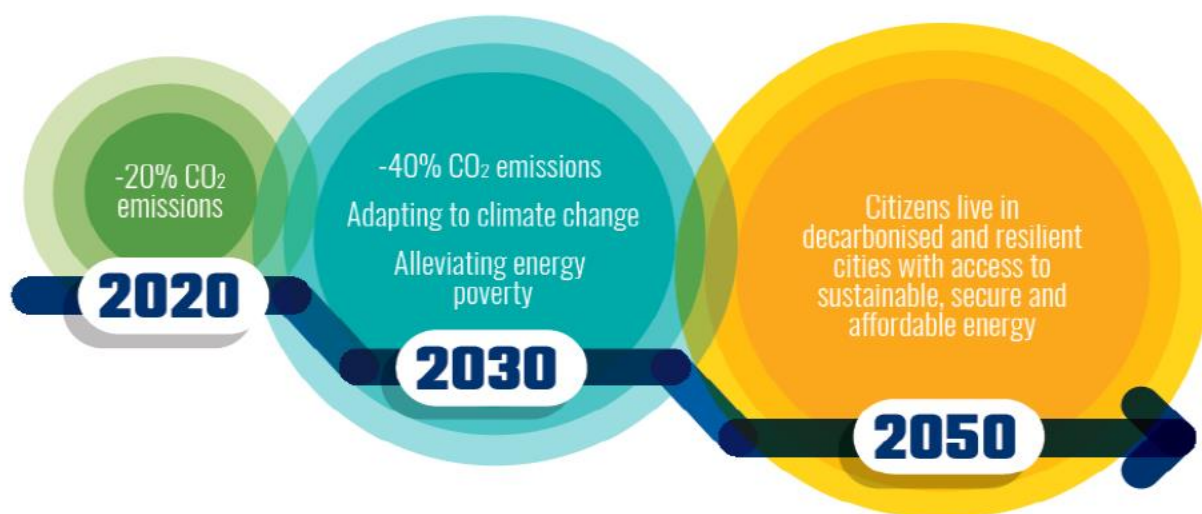 -20% CO₂
emissions
2020
-40% CO₂ emissions
Adapting to climate change
Alleviating energy
poverty
2030
Citizens live in
decarbonised and resilient
cities with access to
sustainable, secure and
affordable energy
2050